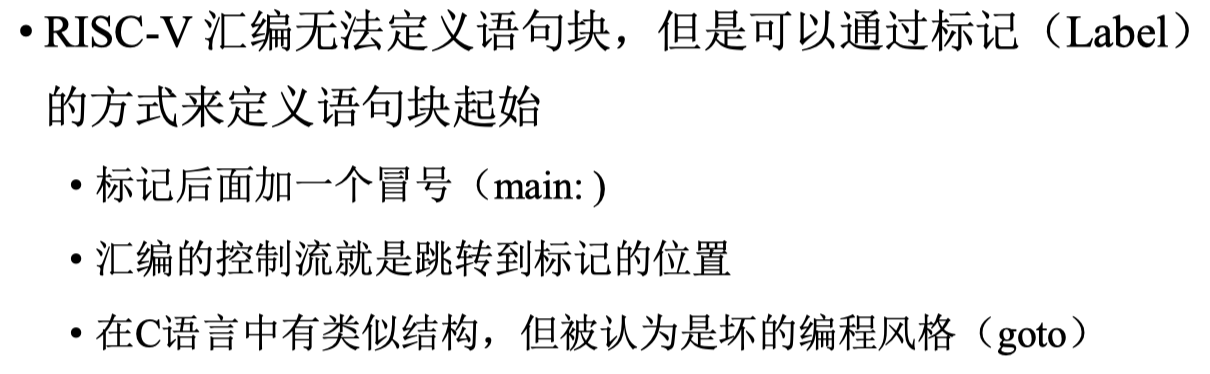 • RISC-V 汇编无法定义语句块，但是可以通过标记（Label）
的方式来定义语句块起始
• 标记后面加一个冒号（main: )
• 汇编的控制流就是跳转到标记的位置
• 在C语言中有类似结构，但被认为是坏的编程风格（goto）